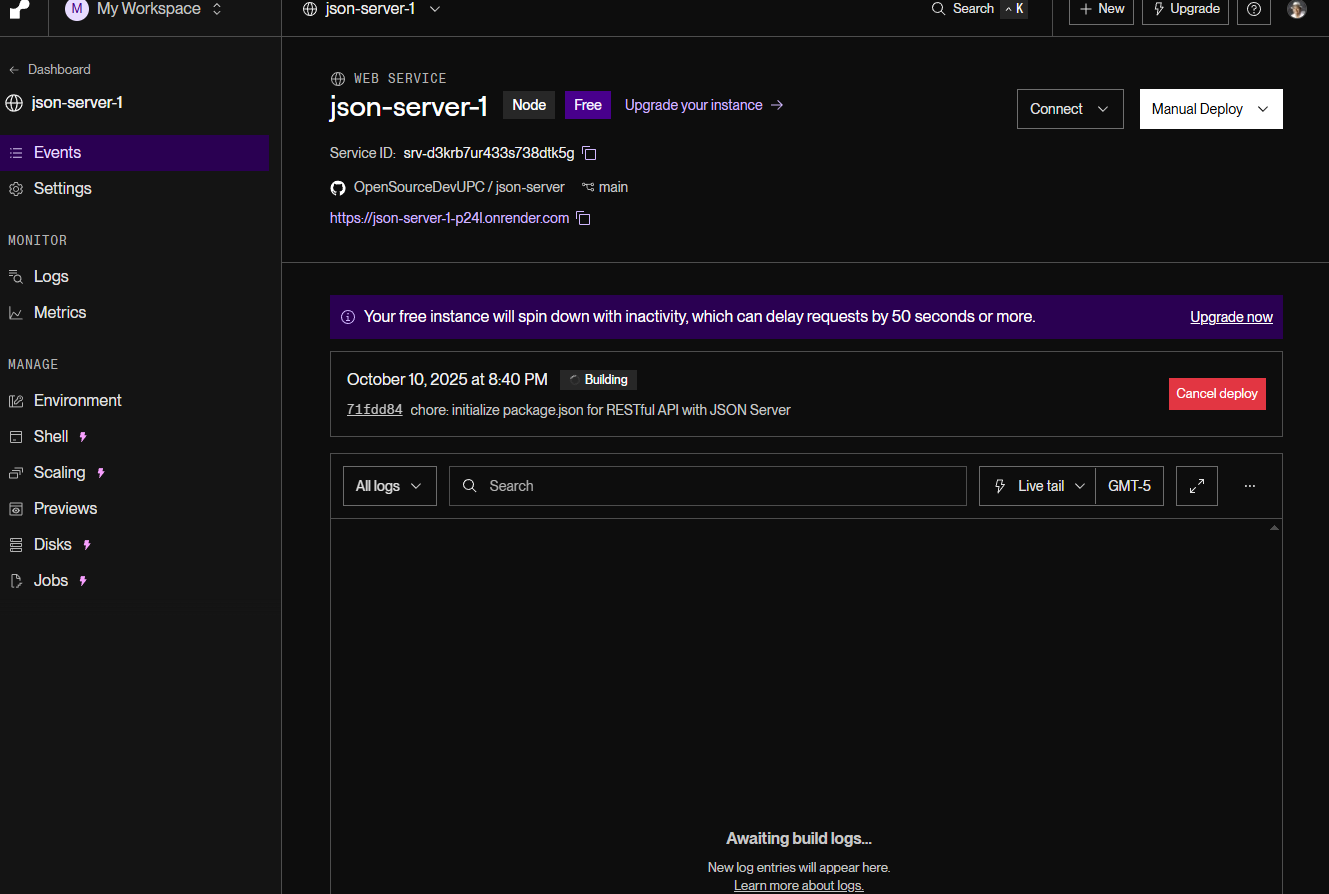 M My Workspace
json-server-1
Search ^ K
+ New
Upgrade
← Dashboard
json-server-1
Events
Settings
MONITOR
Logs
Metrics
MANAGE
Environment
Shell
Scaling
Previews
Disks
Jobs
WEB SERVICE
json-server-1 Node Free Upgrade your instance →
Connect
Manual Deploy
Service ID: srv-d3krb7ur433s738dtk5g
OpenSourceDevUPC / json-server main
https://json-server-1-p24l.onrender.com
Your free instance will spin down with inactivity, which can delay requests by 50 seconds or more. Upgrade now
October 10, 2025 at 8:40 PM Building
71fdd84 chore: initialize package.json for RESTful API with JSON Server
Cancel deploy
All logs Search Live tail GMT-5 ...
Awaiting build logs...
New log entries will appear here.
Learn more about logs.